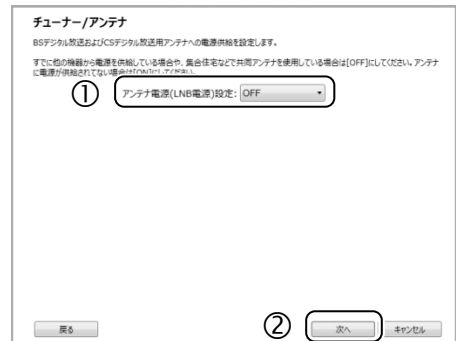 チューナー/アンテナ
BSデジタル放送およびCSデジタル放送用アンテナへの電源供給を設定します。
すでに他の機器から電源を供給している場合や、集合住宅などで共同アンテナを使用している場合は[OFF]にしてください。アンテナ
に電源が供給されてない場合は[ON]にしてください。
① アンテナ電源(LNB電源)設定: OFF
戻る ② 次へ キャンセル